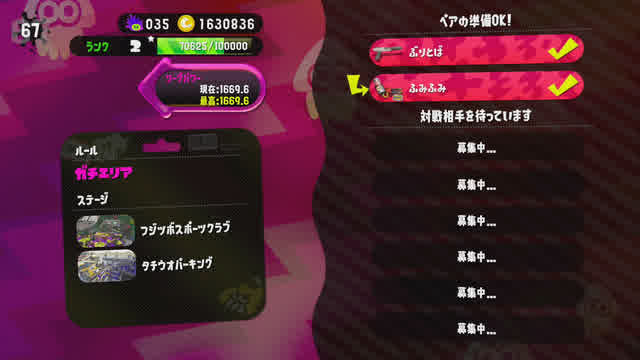 67
035 1630836
ランク 2 70625/100000
リーグパワー
現在:1669.6
最高:1669.6
ルール
ガチエリア
ステージ
フジツボスポーツクラブ
タチウオパーキング
ペアの準備OK!
ぷりとぱ
ふみふみ
対戦相手を待っています
募集中...
募集中...
募集中...
募集中...
募集中...
募集中...